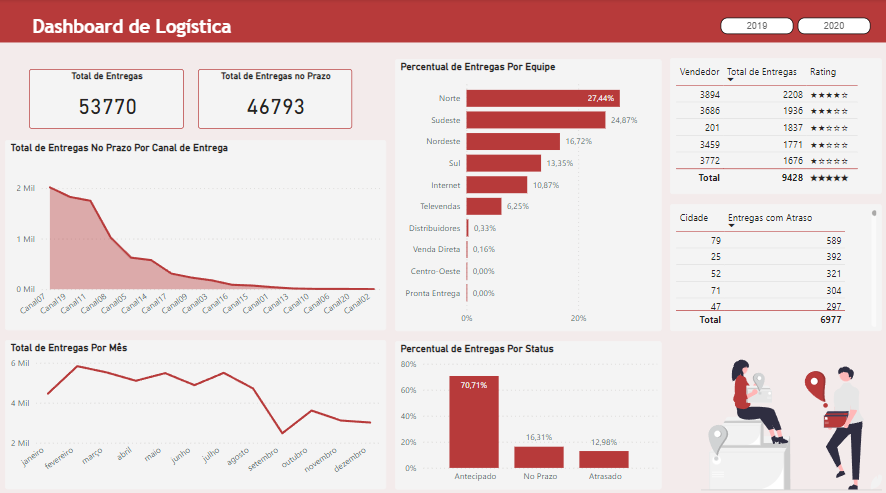 Dashboard de Logística
2019
2020
Total de Entregas
53770
Total de Entregas no Prazo
46793
Total de Entregas No Prazo Por Canal de Entrega
2 Mil
1 Mil
0 Mil
Canal07
Canal19
Canal11
Canal08
Canal05
Canal14
Canal17
Canal09
Canal03
Canal16
Canal15
Canal01
Canal13
Canal10
Canal06
Canal20
Canal02
Total de Entregas Por Mês
6 Mil
4 Mil
2 Mil
janeiro
fevereiro
março
abril
maio
junho
julho
agosto
setembro
outubro
novembro
dezembro
Percentual de Entregas Por Equipe
Norte 27,44%
Sudeste 24,87%
Nordeste 16,72%
Sul 13,35%
Internet 10,87%
Televendas 6,25%
Distribuidores 0,33%
Venda Direta 0,16%
Centro-Oeste 0,00%
Pronta Entrega 0,00%
0% 20%
Percentual de Entregas Por Status
80%
60%
40%
20%
0%
70,71%
16,31%
12,98%
Antecipado No Prazo Atrasado
Vendedor Total de Entregas Rating
3894 2208 ★★★★☆
3686 1936 ★★★☆☆
201 1837 ★★☆☆☆
3459 1771 ★★☆☆☆
3772 1676 ★☆☆☆☆
Total 9428 ★★★★★
Cidade Entregas com Atraso
79 589
25 392
52 321
71 304
47 297
Total 6977